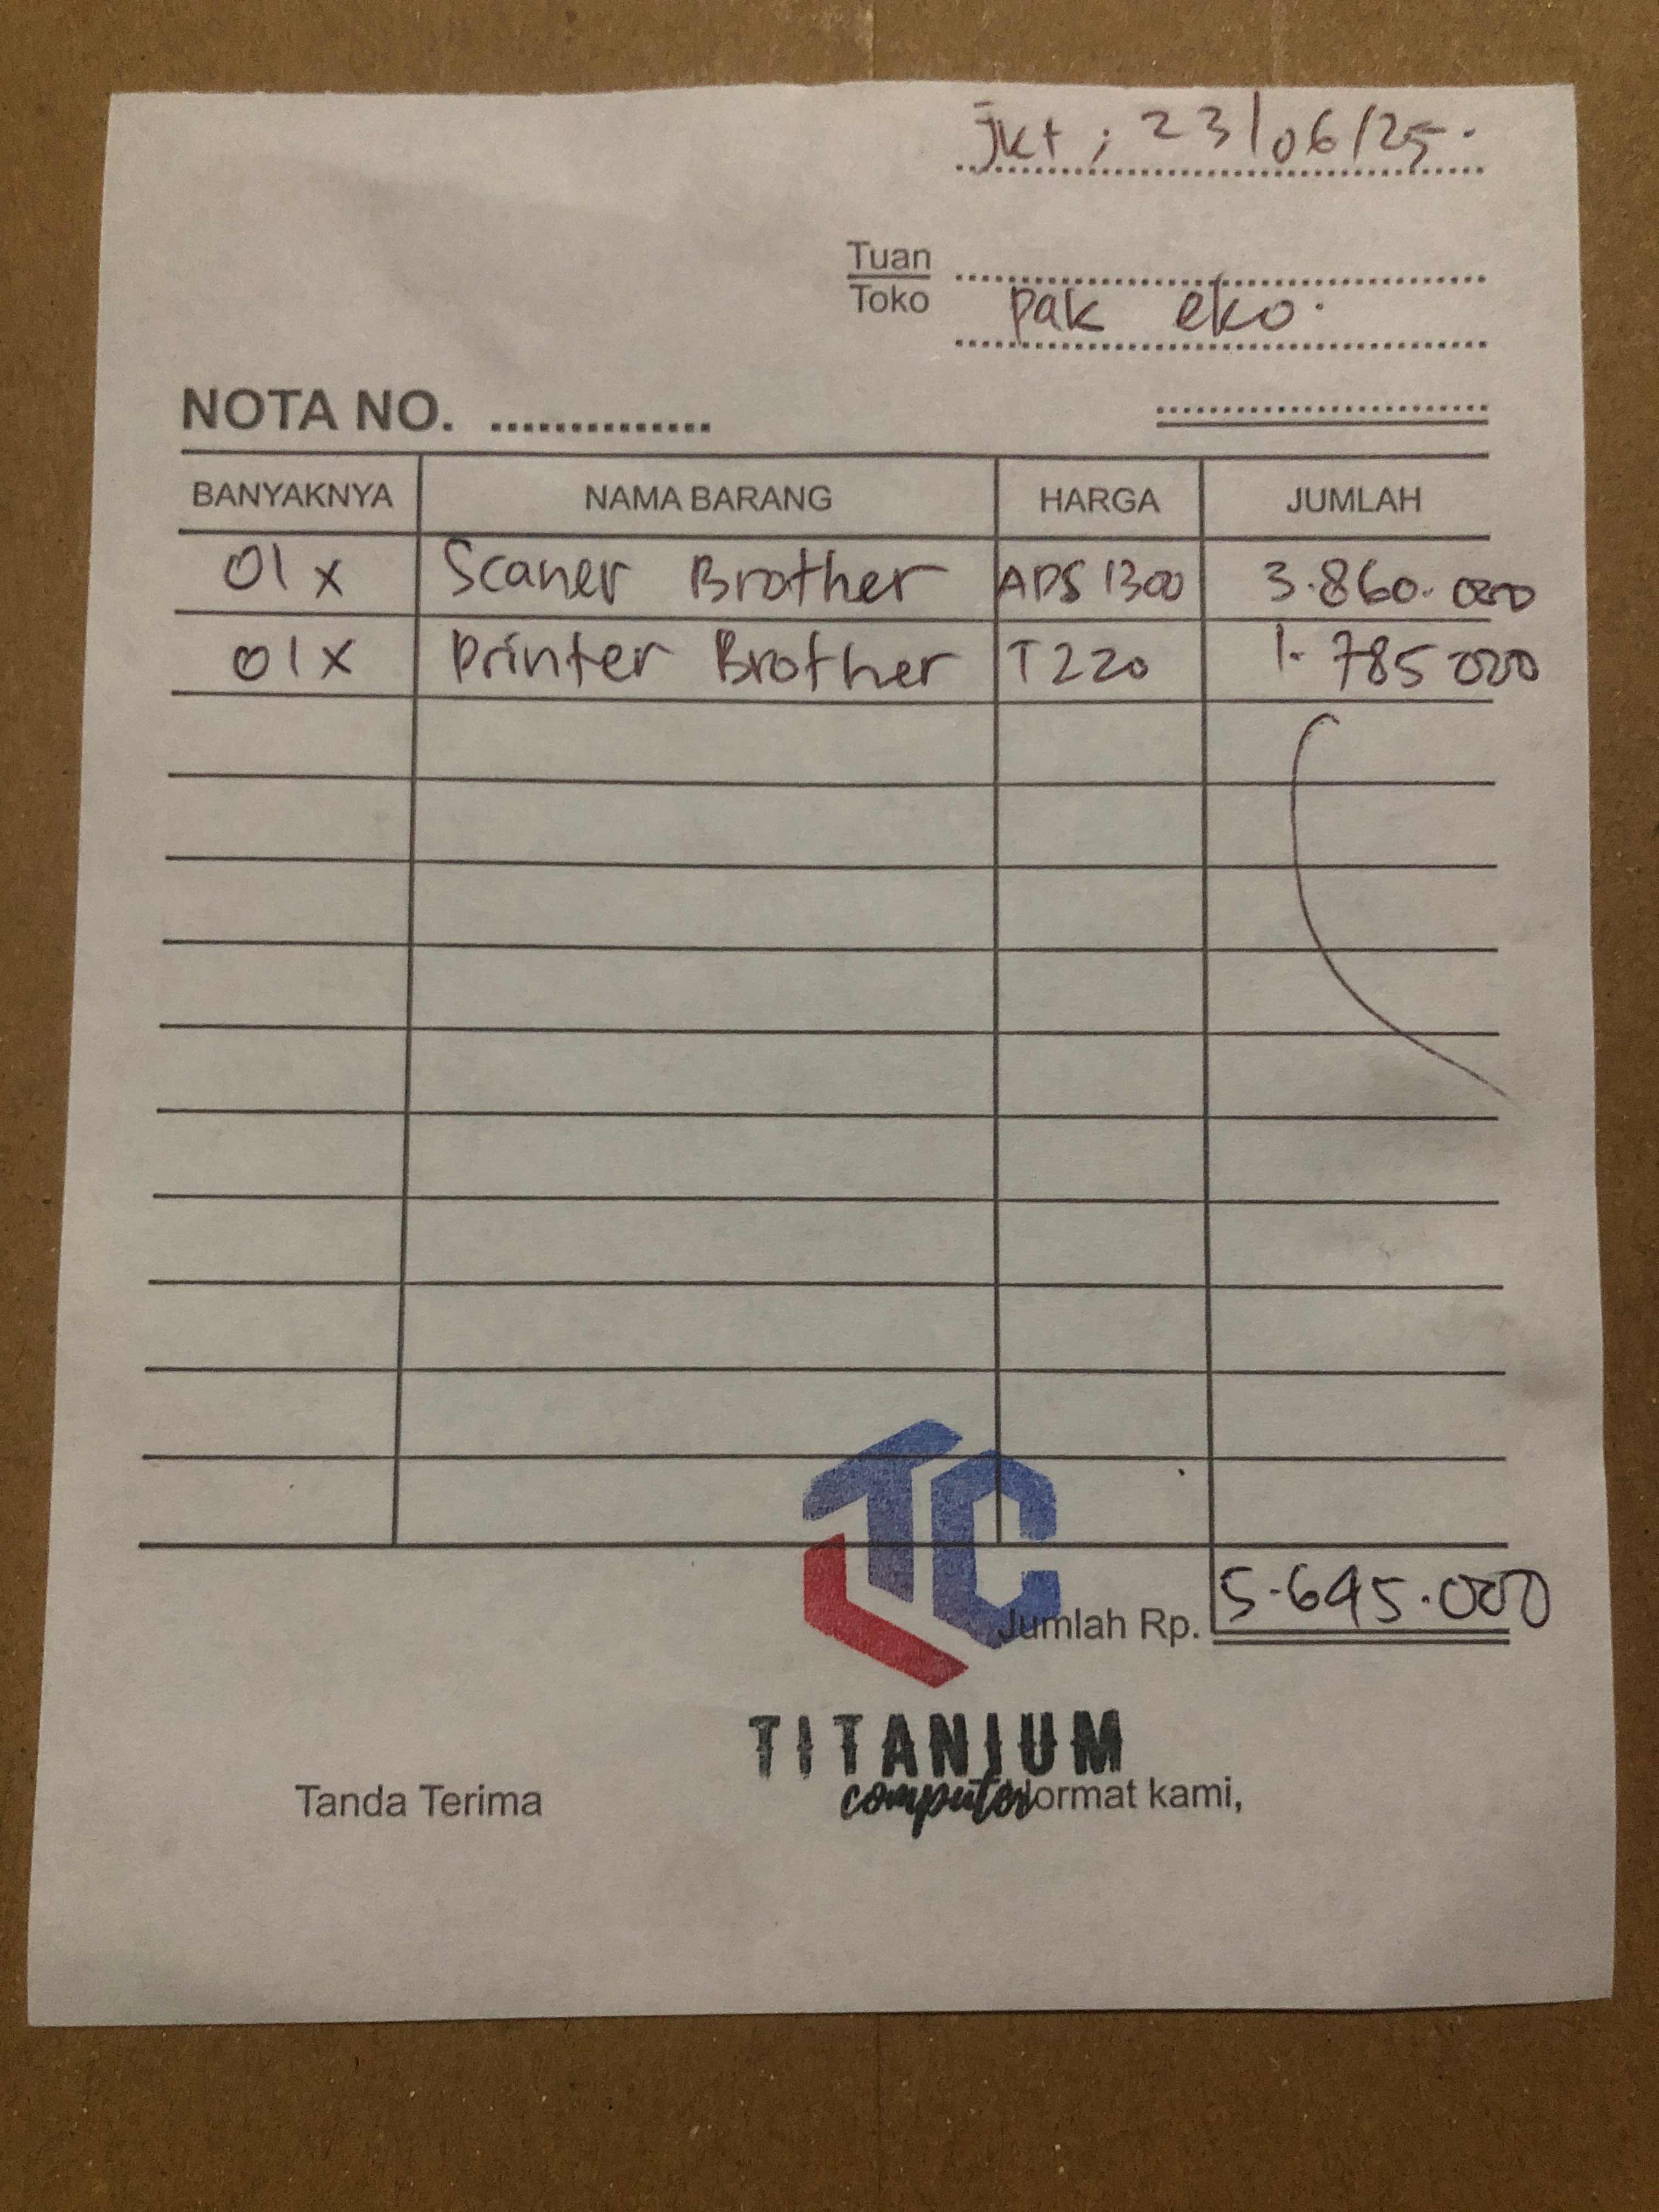 jkt ; 23/06/25.
Tuan
Toko
pak eko.
NOTA NO. ..............
BANYAKNYA NAMA BARANG HARGA JUMLAH
01 x Scaner Brother ADS 1300 3.860.000
01 x Printer Brother T220 1.785 000
TC
Jumlah Rp. 5.645.000
TITANIUM
computer
Tanda Terima Hormat kami,